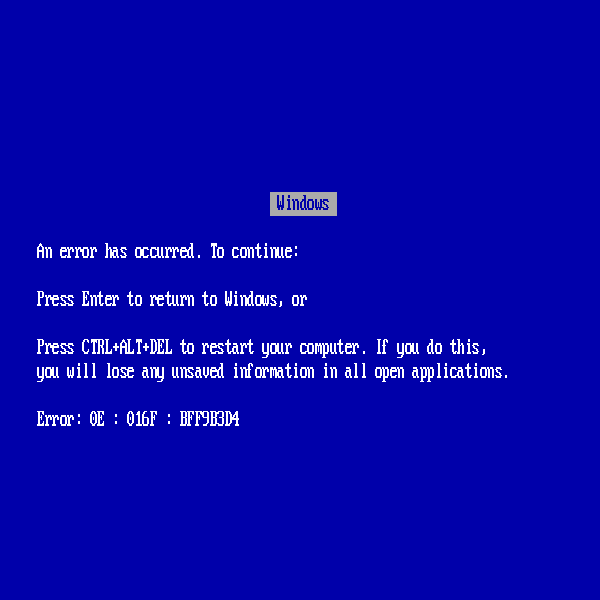 Windows
An error has occurred. To continue:
Press Enter to return to Windows, or
Press CTRL+ALT+DEL to restart your computer. If you do this,
you will lose any unsaved information in all open applications.
Error: 0E : 016F : BFF9B3D4